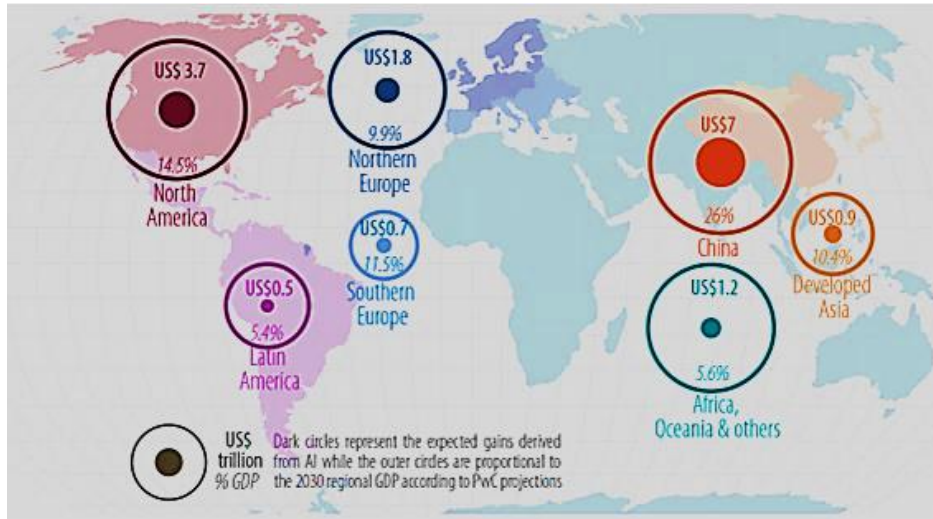 US$ 3.7
14.5%
North
America
US$1.8
9.9%
Northern
Europe
US$0.7
11.5%
Southern
Europe
US$0.5
5.4%
Latin
America
US$7
26%
China
US$0.9
10.4%
Developed
Asia
US$1.2
5.6%
Africa,
Oceania & others
US$
trillion
% GDP
Dark circles represent the expected gains derived
from AI while the outer circles are proportional to
the 2030 regional GDP according to PwC projections